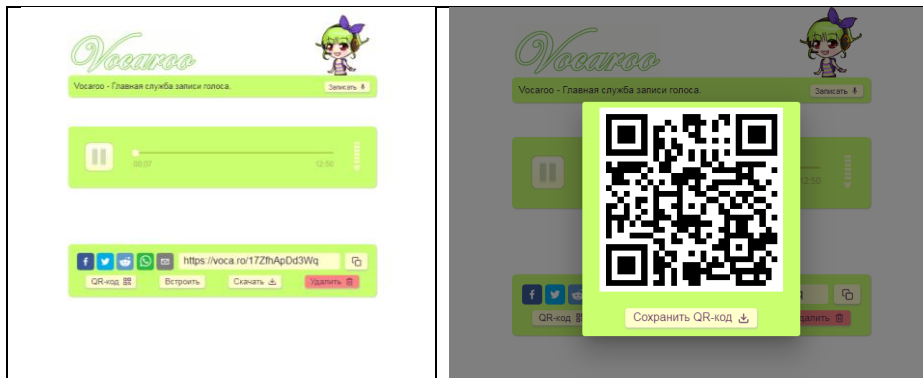 Vocaroo
Vocaroo - Главная служба записи голоса.
Записать
00:07
12:50
https://voca.ro/17ZfhApDd3Wq
QR-код
Встроить
Скачать
Удалить
Vocaroo
Vocaroo - Главная служба записи голоса.
Записать
12:50
QR-код
Сохранить QR-код